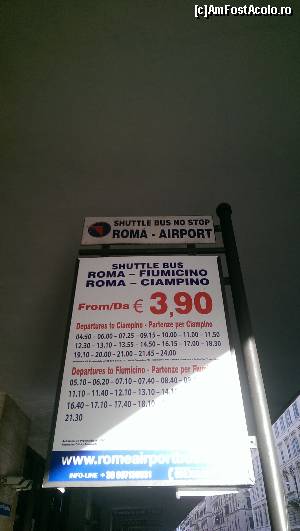 [c]AmFostAcolo.ro
SHUTTLE BUS NO STOP
ROMA - AIRPORT
SHUTTLE BUS
ROMA – FIUMICINO
ROMA – CIAMPINO
From/Da € 3,90
Departures to Ciampino - Partenze per Ciampino
04.50 - 06.00 - 07.25 - 09.15 - 10.00 - 11.00 - 11.50
12.30 - 13.10 - 13.55 - 14.50 - 16.15 - 17.00 - 18.30
19.10 - 20.00 - 21.00 - 21.45 - 24.00
Departures to Fiumicino - Partenze per Fiumi
05.10 - 06.20 - 07.10 - 07.40 - 08.40 - 09
11.10 - 11.40 - 12.10 - 13.10 - 14.1
16.40 - 17.10 - 17.40 - 18.10
21.30
www.romeairportbus
INFO-LINE